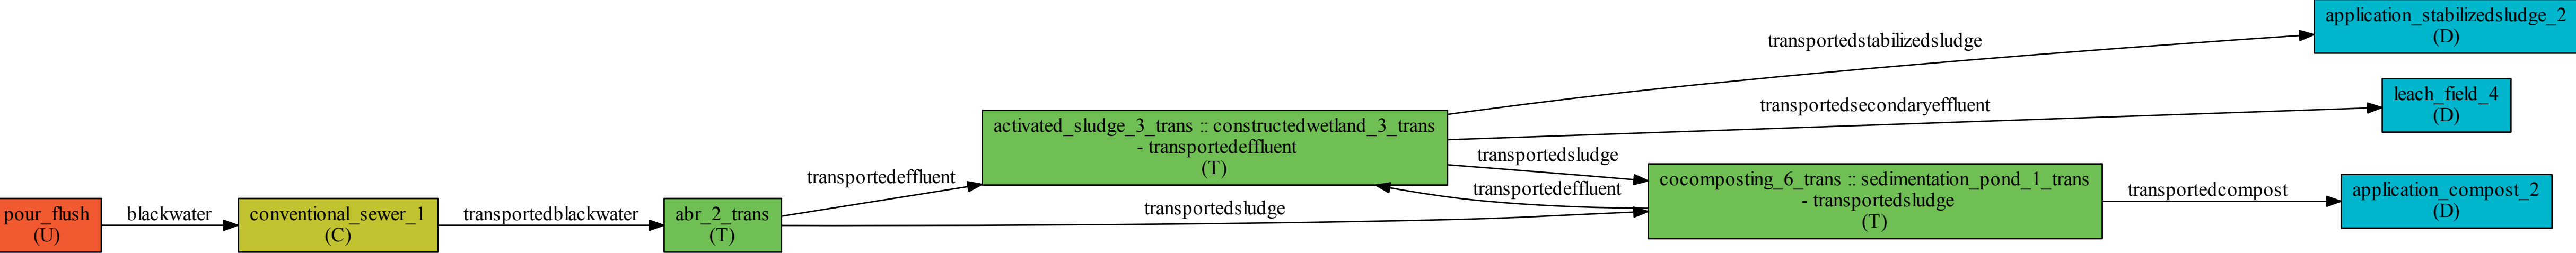 pour_flush
(U)
blackwater
conventional_sewer_1
(C)
transportedblackwater
abr_2_trans
(T)
transportedeffluent
transportedsludge
activated_sludge_3_trans :: constructedwetland_3_trans
- transportedeffluent
(T)
transportedstabilizedsludge
transportedsecondaryeffluent
transportedsludge
transportedeffluent
cocomposting_6_trans :: sedimentation_pond_1_trans
- transportedsludge
(T)
transportedcompost
application_stabilizedsludge_2
(D)
leach_field_4
(D)
application_compost_2
(D)